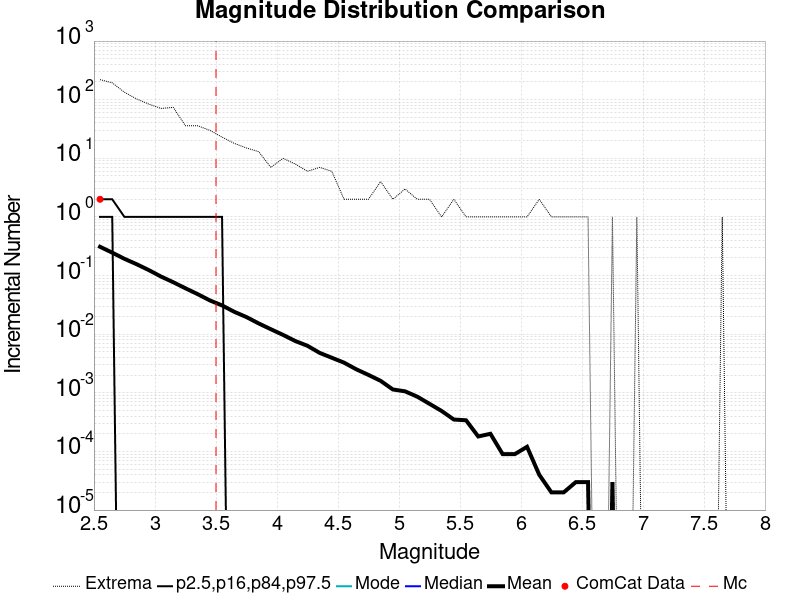 Magnitude Distribution Comparison
10^3
10^2
10^1
10^0
10^-1
10^-2
10^-3
10^-4
10^-5
Incremental Number
2.5 3 3.5 4 4.5 5 5.5 6 6.5 7 7.5 8
Magnitude
Extrema p2.5,p16,p84,p97.5 Mode Median Mean ComCat Data Mc